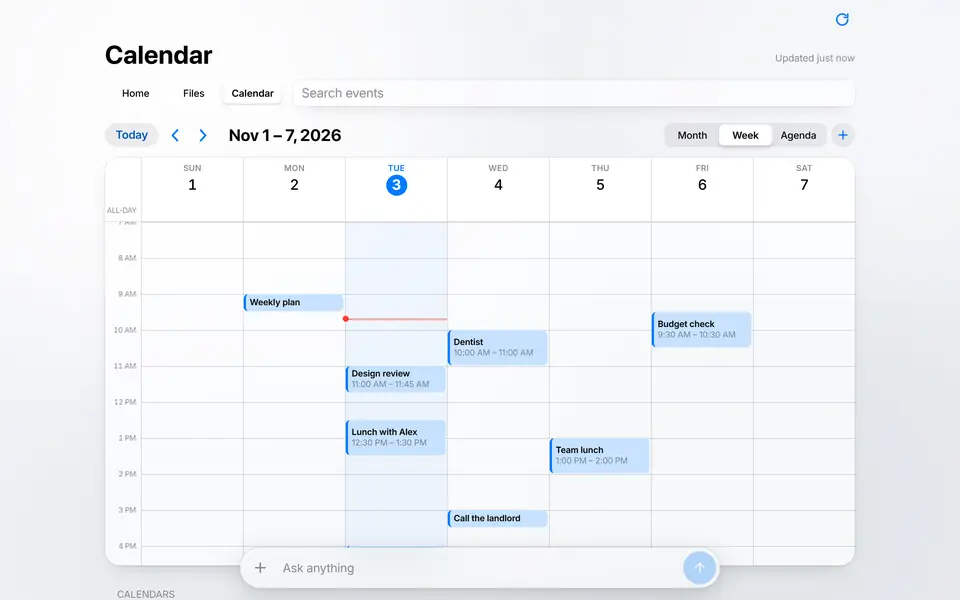 Calendar
Updated just now
Home
Files
Calendar
Search events
Today
Nov 1 – 7, 2026
Month
Week
Agenda
SUN
1
MON
2
TUE
3
WED
4
THU
5
FRI
6
SAT
7
ALL-DAY
7 AM
8 AM
9 AM
Weekly plan
Budget check
9:30 AM – 10:30 AM
10 AM
Dentist
10:00 AM – 11:00 AM
11 AM
Design review
11:00 AM – 11:45 AM
12 PM
Lunch with Alex
12:30 PM – 1:30 PM
1 PM
Team lunch
1:00 PM – 2:00 PM
2 PM
3 PM
Call the landlord
4 PM
Ask anything
CALENDARS